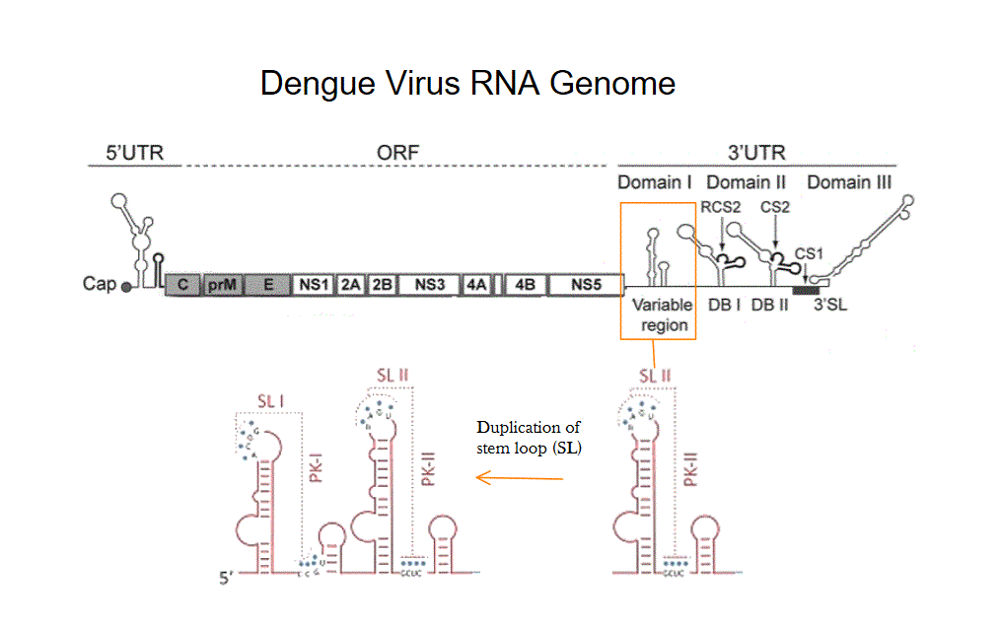 Dengue Virus RNA Genome
5'UTR ORF 3'UTR
Domain I Domain II Domain III
RCS2 CS2
CS1
Cap C prM E NS1 2A 2B NS3 4A 4B NS5
Variable region DB I DB II 3'SL
SL I SL II SL II
PK-I PK-II PK-II
Duplication of
stem loop (SL)
GCUC GCUC
5'